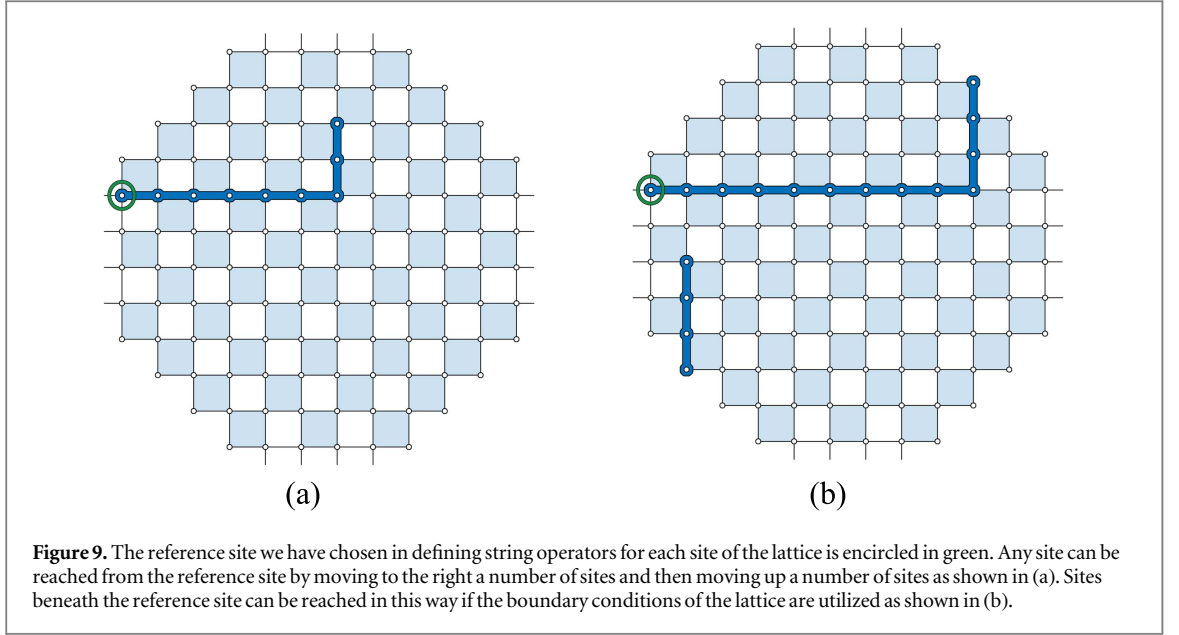 (a)
(b)
Figure 9. The reference site we have chosen in defining string operators for each site of the lattice is encircled in green. Any site can be
reached from the reference site by moving to the right a number of sites and then moving up a number of sites as shown in (a). Sites
beneath the reference site can be reached in this way if the boundary conditions of the lattice are utilized as shown in (b).